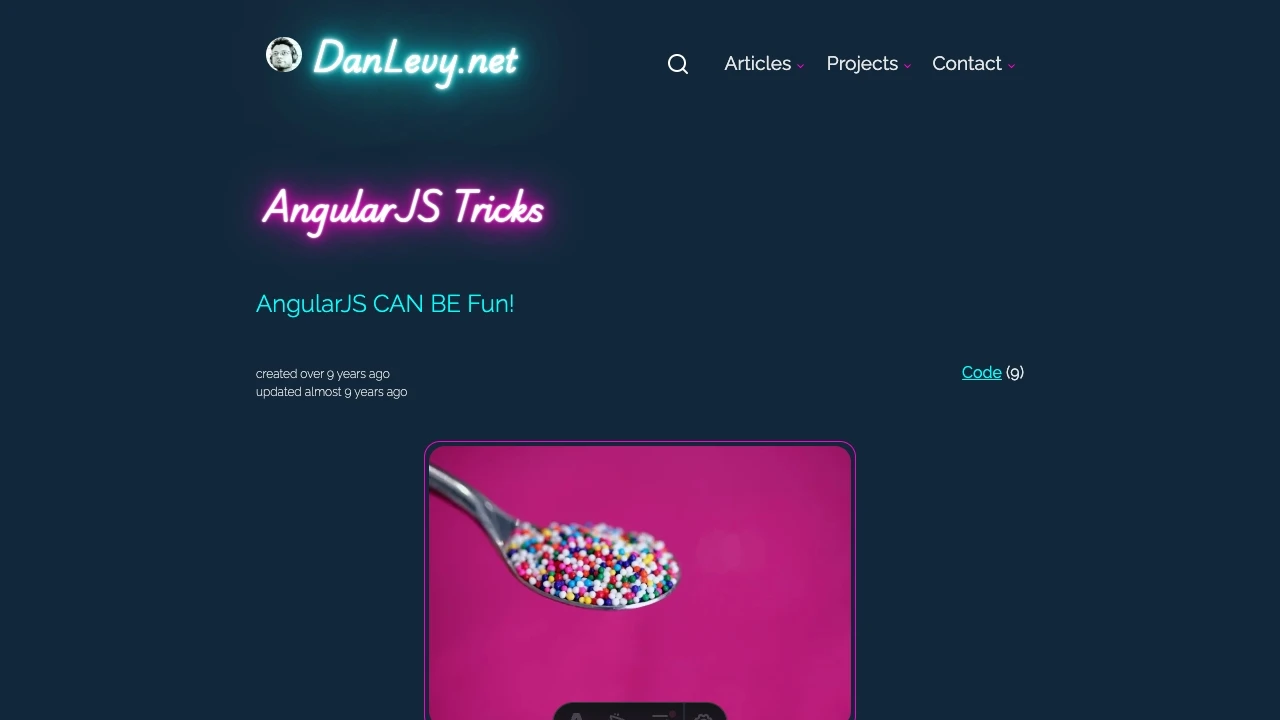 DanLevy.net
Articles
Projects
Contact
AngularJS Tricks
AngularJS CAN BE Fun!
created over 9 years ago
updated almost 9 years ago
Code (9)